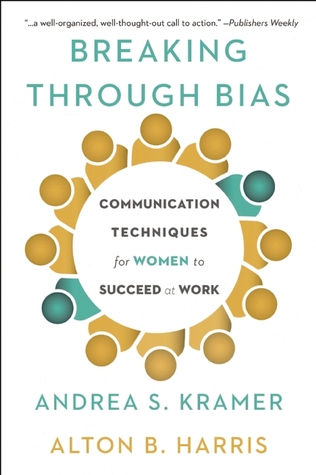 "...a well-organized, well-thought-out call to action." —Publishers Weekly
BREAKING
THROUGH BIAS
COMMUNICATION
TECHNIQUES
for WOMEN to
SUCCEED at WORK
ANDREA S. KRAMER
ALTON B. HARRIS